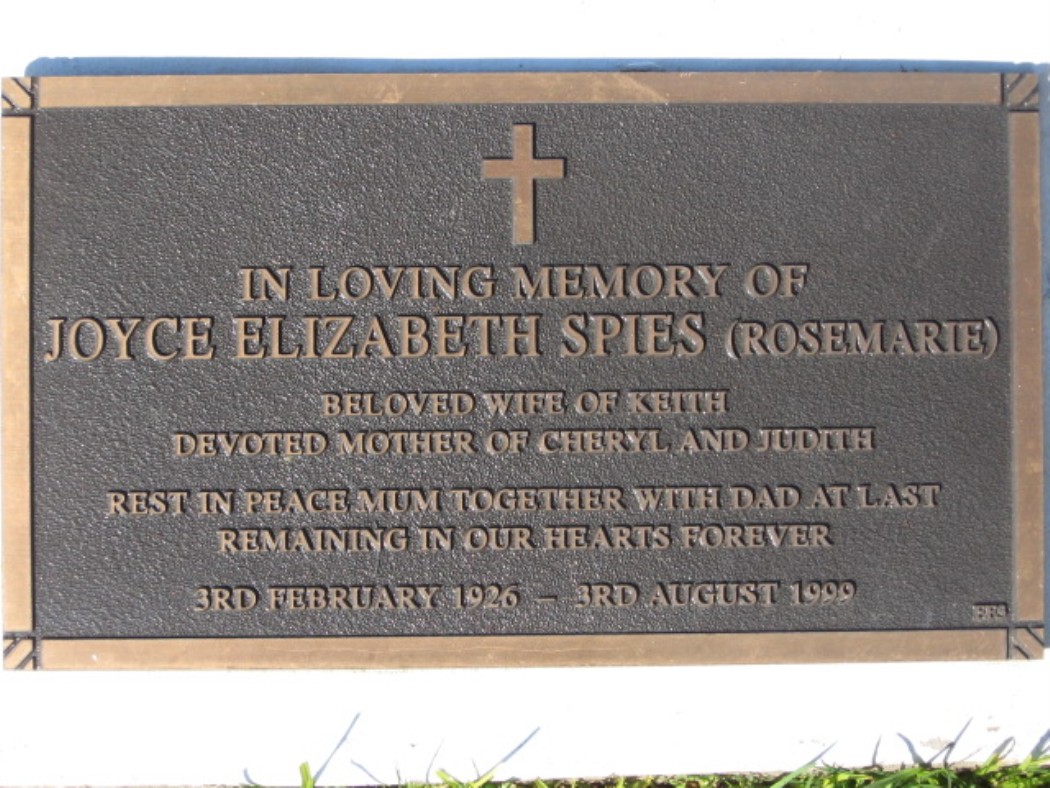 IN LOVING MEMORY OF
JOYCE ELIZABETH SPIES (ROSEMARIE)
BELOVED WIFE OF KEITH
DEVOTED MOTHER OF CHERYL AND JUDITH
REST IN PEACE MUM TOGETHER WITH DAD AT LAST
REMAINING IN OUR HEARTS FOREVER
3RD FEBRUARY 1926 – 3RD AUGUST 1999